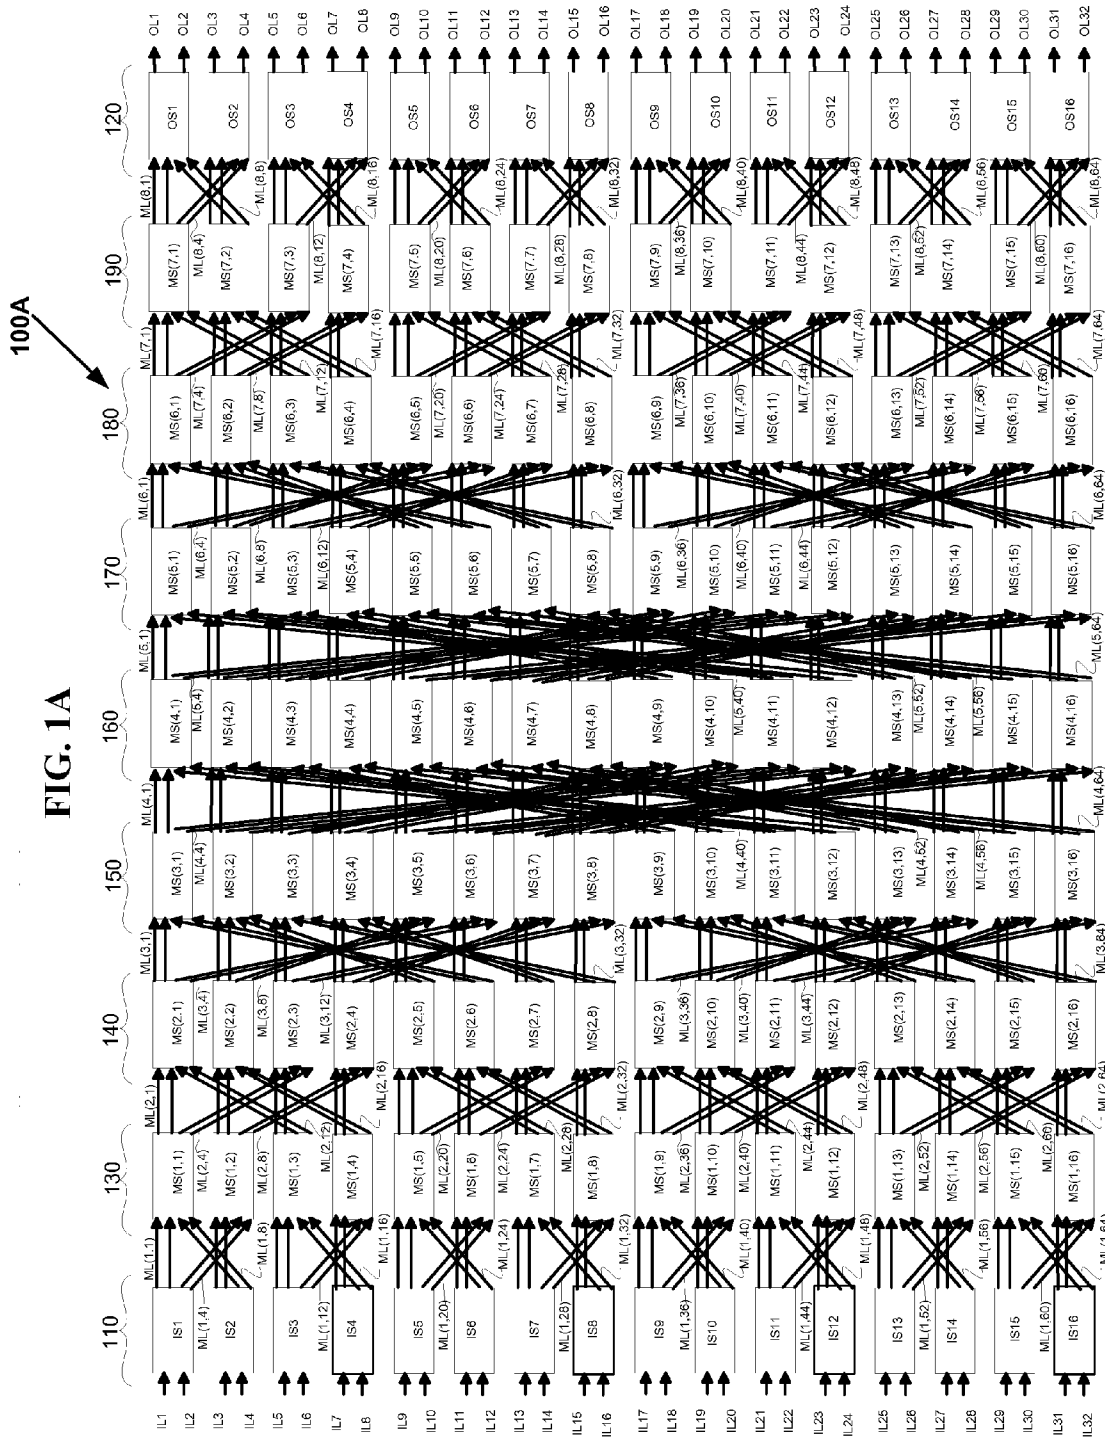 100A
FIG. 1A
110 130 140 150 160 170 180 190 120
IL1 IL2 IL3 IL4 IL5 IL6 IL7 IL8 IL9 IL10 IL11 IL12 IL13 IL14 IL15 IL16 IL17 IL18 IL19 IL20 IL21 IL22 IL23 IL24 IL25 IL26 IL27 IL28 IL29 IL30 IL31 IL32
IS1 IS2 IS3 IS4 IS5 IS6 IS7 IS8 IS9 IS10 IS11 IS12 IS13 IS14 IS15 IS16
ML(1,1) ML(1,4) ML(1,8) ML(1,12) ML(1,16) ML(1,20) ML(1,24) ML(1,28) ML(1,32) ML(1,36) ML(1,40) ML(1,44) ML(1,48) ML(1,52) ML(1,56) ML(1,60) ML(1,64)
MS(1,1) MS(1,2) MS(1,3) MS(1,4) MS(1,5) MS(1,6) MS(1,7) MS(1,8) MS(1,9) MS(1,10) MS(1,11) MS(1,12) MS(1,13) MS(1,14) MS(1,15) MS(1,16)
ML(2,1) ML(2,4) ML(2,8) ML(2,12) ML(2,16) ML(2,20) ML(2,24) ML(2,28) ML(2,32) ML(2,36) ML(2,40) ML(2,44) ML(2,48) ML(2,52) ML(2,56) ML(2,60) ML(2,64)
MS(2,1) MS(2,2) MS(2,3) MS(2,4) MS(2,5) MS(2,6) MS(2,7) MS(2,8) MS(2,9) MS(2,10) MS(2,11) MS(2,12) MS(2,13) MS(2,14) MS(2,15) MS(2,16)
ML(3,1) ML(3,4) ML(3,8) ML(3,12) ML(3,32) ML(3,36) ML(3,40) ML(3,44) ML(3,64)
MS(3,1) MS(3,2) MS(3,3) MS(3,4) MS(3,5) MS(3,6) MS(3,7) MS(3,8) MS(3,9) MS(3,10) MS(3,11) MS(3,12) MS(3,13) MS(3,14) MS(3,15) MS(3,16)
ML(4,1) ML(4,4) ML(4,40) ML(4,52) ML(4,56) ML(4,64)
MS(4,1) MS(4,2) MS(4,3) MS(4,4) MS(4,5) MS(4,6) MS(4,7) MS(4,8) MS(4,9) MS(4,10) MS(4,11) MS(4,12) MS(4,13) MS(4,14) MS(4,15) MS(4,16)
ML(5,1) ML(5,4) ML(5,40) ML(5,52) ML(5,56) ML(5,64)
MS(5,1) MS(5,2) MS(5,3) MS(5,4) MS(5,5) MS(5,6) MS(5,7) MS(5,8) MS(5,9) MS(5,10) MS(5,11) MS(5,12) MS(5,13) MS(5,14) MS(5,15) MS(5,16)
ML(6,1) ML(6,4) ML(6,8) ML(6,12) ML(6,32) ML(6,36) ML(6,40) ML(6,44) ML(6,64)
MS(6,1) MS(6,2) MS(6,3) MS(6,4) MS(6,5) MS(6,6) MS(6,7) MS(6,8) MS(6,9) MS(6,10) MS(6,11) MS(6,12) MS(6,13) MS(6,14) MS(6,15) MS(6,16)
ML(7,1) ML(7,4) ML(7,8) ML(7,12) ML(7,16) ML(7,20) ML(7,24) ML(7,28) ML(7,32) ML(7,36) ML(7,40) ML(7,44) ML(7,48) ML(7,52) ML(7,56) ML(7,60) ML(7,64)
MS(7,1) MS(7,2) MS(7,3) MS(7,4) MS(7,5) MS(7,6) MS(7,7) MS(7,8) MS(7,9) MS(7,10) MS(7,11) MS(7,12) MS(7,13) MS(7,14) MS(7,15) MS(7,16)
ML(8,1) ML(8,4) ML(8,8) ML(8,12) ML(8,16) ML(8,20) ML(8,24) ML(8,28) ML(8,32) ML(8,36) ML(8,40) ML(8,44) ML(8,48) ML(8,52) ML(8,56) ML(8,60) ML(8,64)
OS1 OS2 OS3 OS4 OS5 OS6 OS7 OS8 OS9 OS10 OS11 OS12 OS13 OS14 OS15 OS16
OL1 OL2 OL3 OL4 OL5 OL6 OL7 OL8 OL9 OL10 OL11 OL12 OL13 OL14 OL15 OL16 OL17 OL18 OL19 OL20 OL21 OL22 OL23 OL24 OL25 OL26 OL27 OL28 OL29 OL30 OL31 OL32